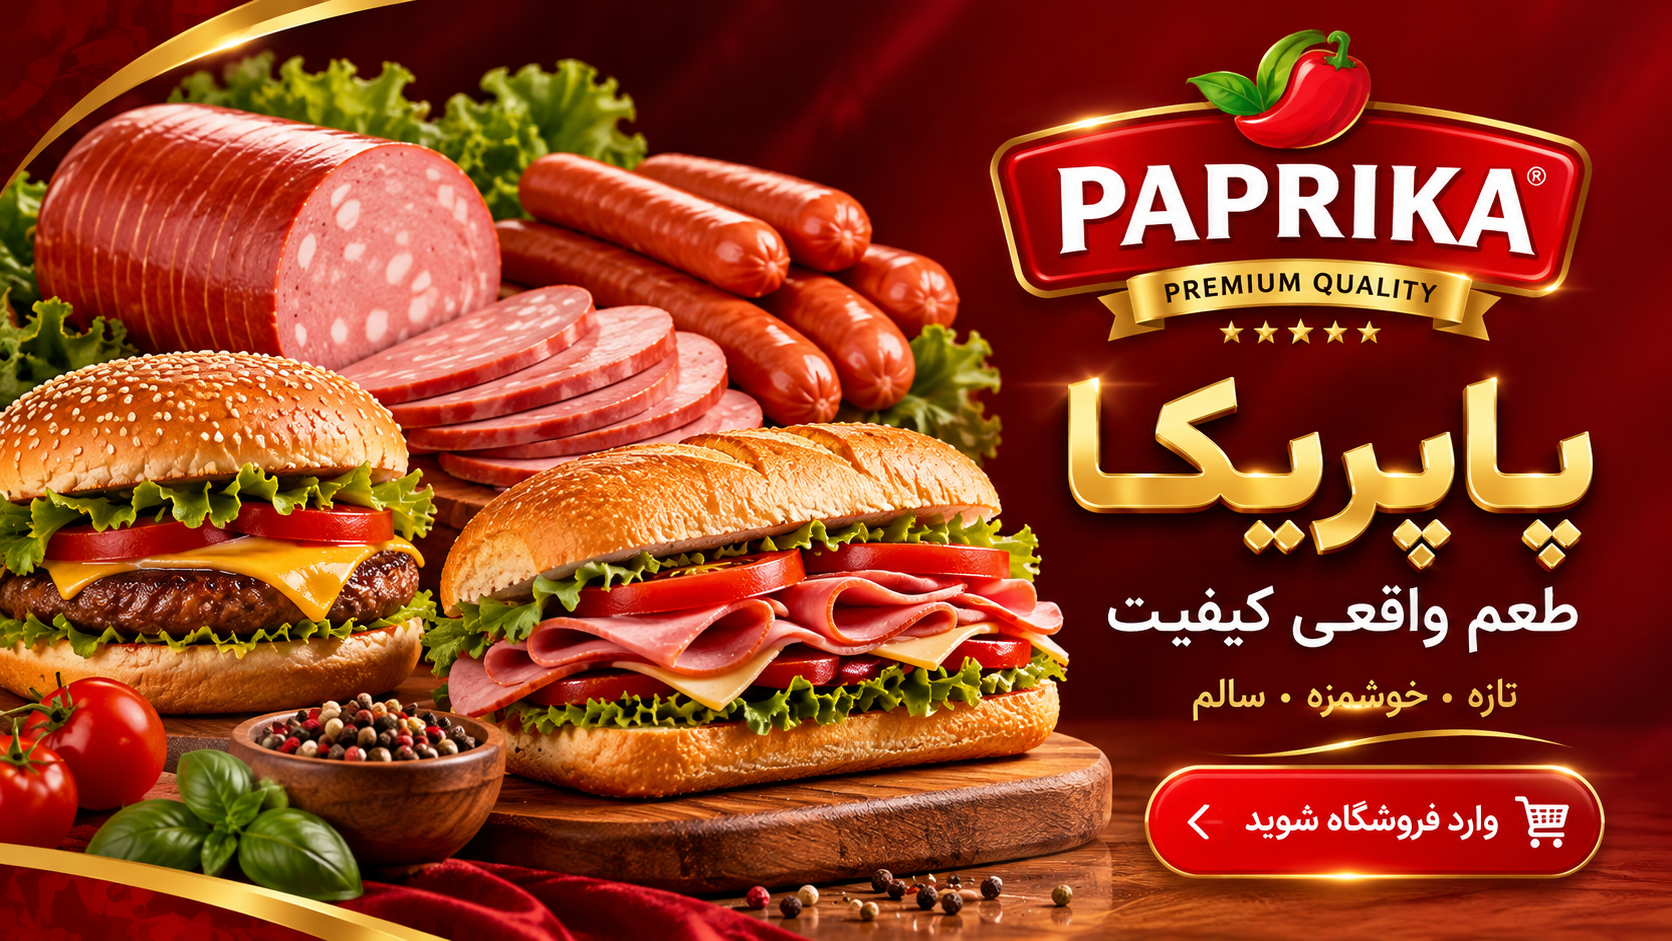 PAPRIKA®
PREMIUM QUALITY
پاپریکا
طعم واقعی کیفیت
تازه • خوشمزه • سالم
وارد فروشگاه شوید